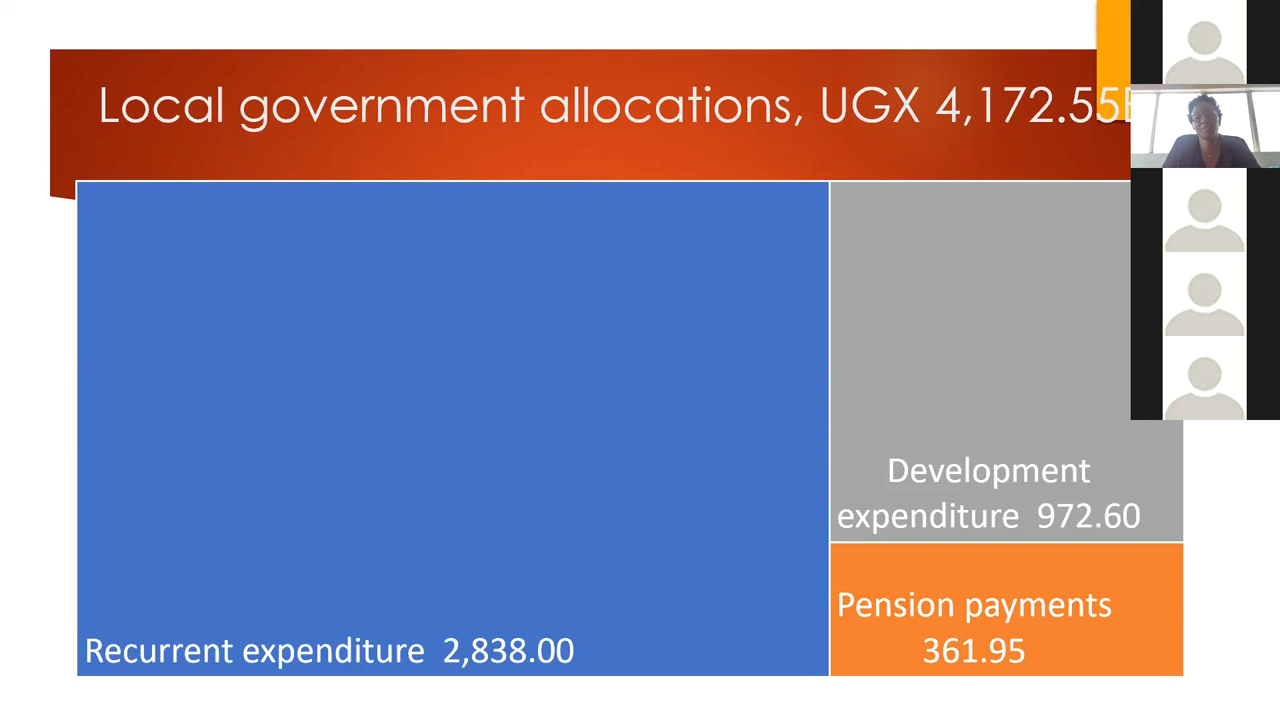 Local government allocations, UGX 4,172.55B
Development
expenditure 972.60
Pension payments
361.95
Recurrent expenditure 2,838.00